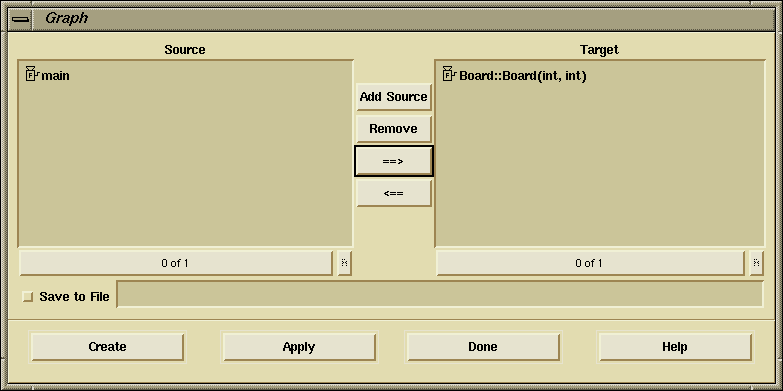 Graph
Source
Target
main
Board::Board(int, int)
Add Source
Remove
==>
<==
0 of 1
0 of 1
Save to File
Create
Apply
Done
Help